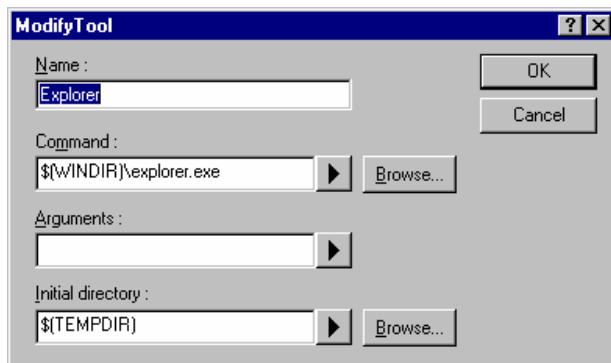 ModifyTool
Name :
OK
Explorer
Cancel
Command :
$(WINDIR)\explorer.exe
Browse...
Arguments :
Initial directory :
$(TEMPDIR)
Browse...